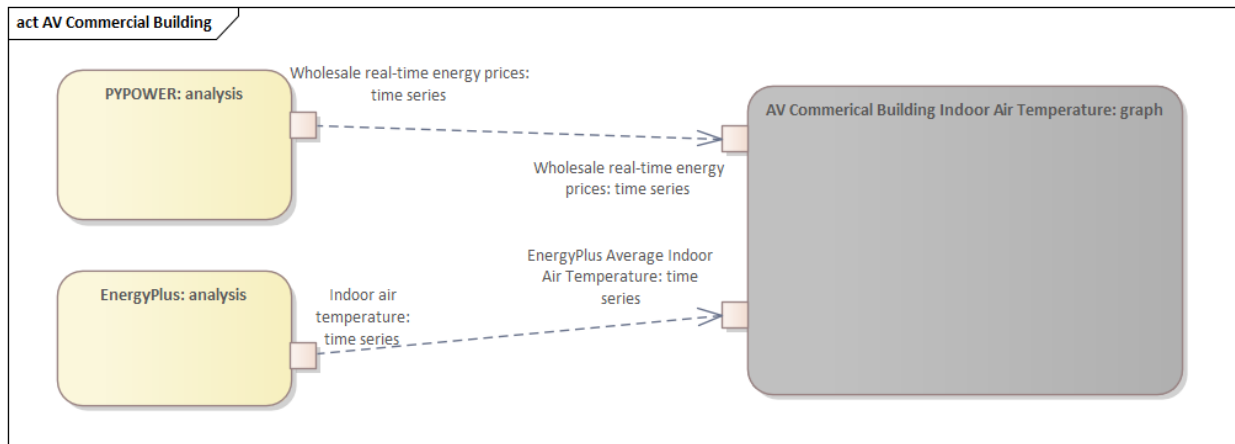 act AV Commercial Building
PYPOWER: analysis
Wholesale real-time energy prices:
time series
AV Commerical Building Indoor Air Temperature: graph
Wholesale real-time energy
prices: time series
EnergyPlus: analysis
Indoor air
temperature:
time series
EnergyPlus Average Indoor
Air Temperature: time
series